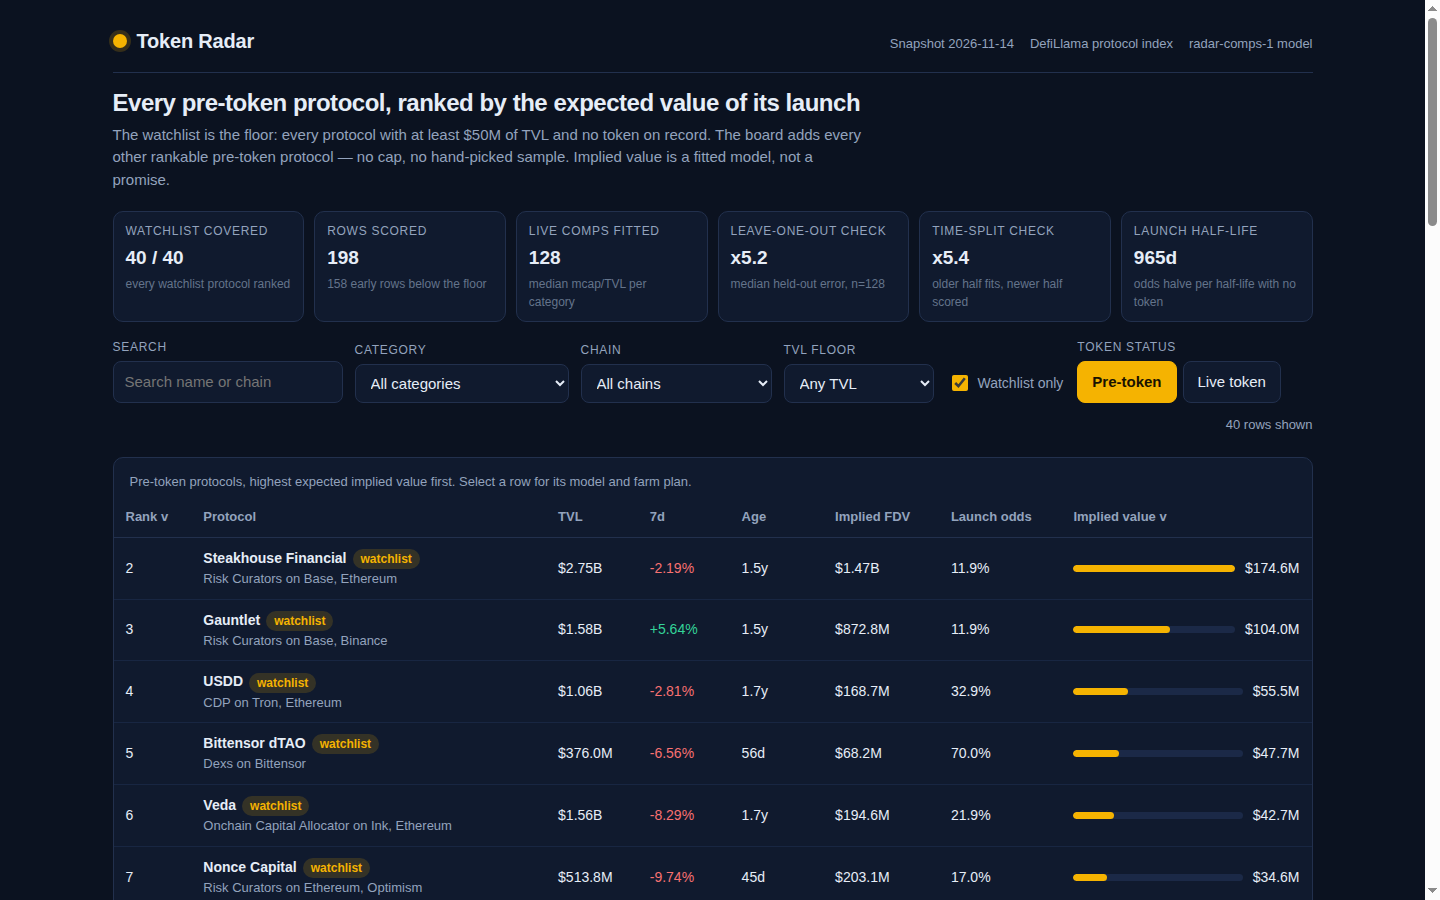 Token Radar
Snapshot 2026-11-14 DefiLlama protocol index radar-comps-1 model
Every pre-token protocol, ranked by the expected value of its launch
The watchlist is the floor: every protocol with at least $50M of TVL and no token on record. The board adds every
other rankable pre-token protocol — no cap, no hand-picked sample. Implied value is a fitted model, not a
promise.
WATCHLIST COVERED
40 / 40
every watchlist protocol ranked
ROWS SCORED
198
158 early rows below the floor
LIVE COMPS FITTED
128
median mcap/TVL per
category
LEAVE-ONE-OUT CHECK
x5.2
median held-out error, n=128
TIME-SPLIT CHECK
x5.4
older half fits, newer half
scored
LAUNCH HALF-LIFE
965d
odds halve per half-life with no
token
SEARCH
Search name or chain
CATEGORY
All categories
CHAIN
All chains
TVL FLOOR
Any TVL
Watchlist only
TOKEN STATUS
Pre-token Live token
40 rows shown
Pre-token protocols, highest expected implied value first. Select a row for its model and farm plan.
Rank v Protocol TVL 7d Age Implied FDV Launch odds Implied value v
2 Steakhouse Financial watchlist $2.75B -2.19% 1.5y $1.47B 11.9% $174.6M
Risk Curators on Base, Ethereum
3 Gauntlet watchlist $1.58B +5.64% 1.5y $872.8M 11.9% $104.0M
Risk Curators on Base, Binance
4 USDD watchlist $1.06B -2.81% 1.7y $168.7M 32.9% $55.5M
CDP on Tron, Ethereum
5 Bittensor dTAO watchlist $376.0M -6.56% 56d $68.2M 70.0% $47.7M
Dexs on Bittensor
6 Veda watchlist $1.56B -8.29% 1.7y $194.6M 21.9% $42.7M
Onchain Capital Allocator on Ink, Ethereum
7 Nonce Capital watchlist $513.8M -9.74% 45d $203.1M 17.0% $34.6M
Risk Curators on Ethereum, Optimism